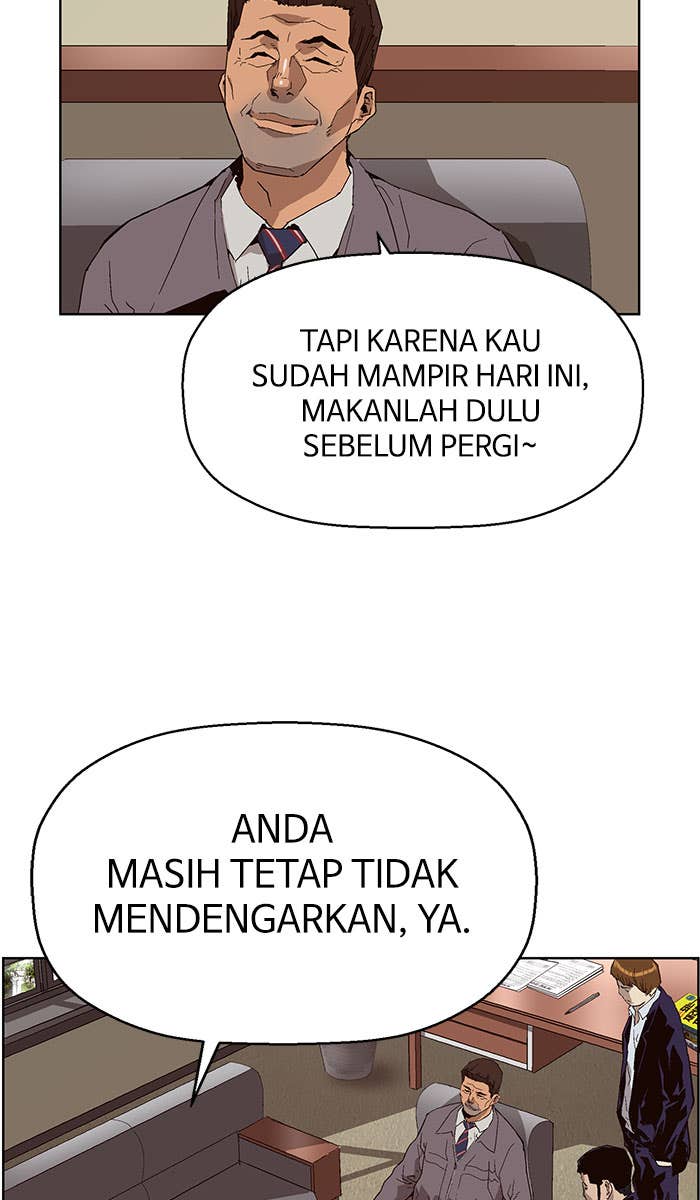 TAPI KARENA KAU
SUDAH MAMPIR HARI INI,
MAKANLAH DULU
SEBELUM PERGI~
ANDA
MASIH TETAP TIDAK
MENDENGARKAN, YA.